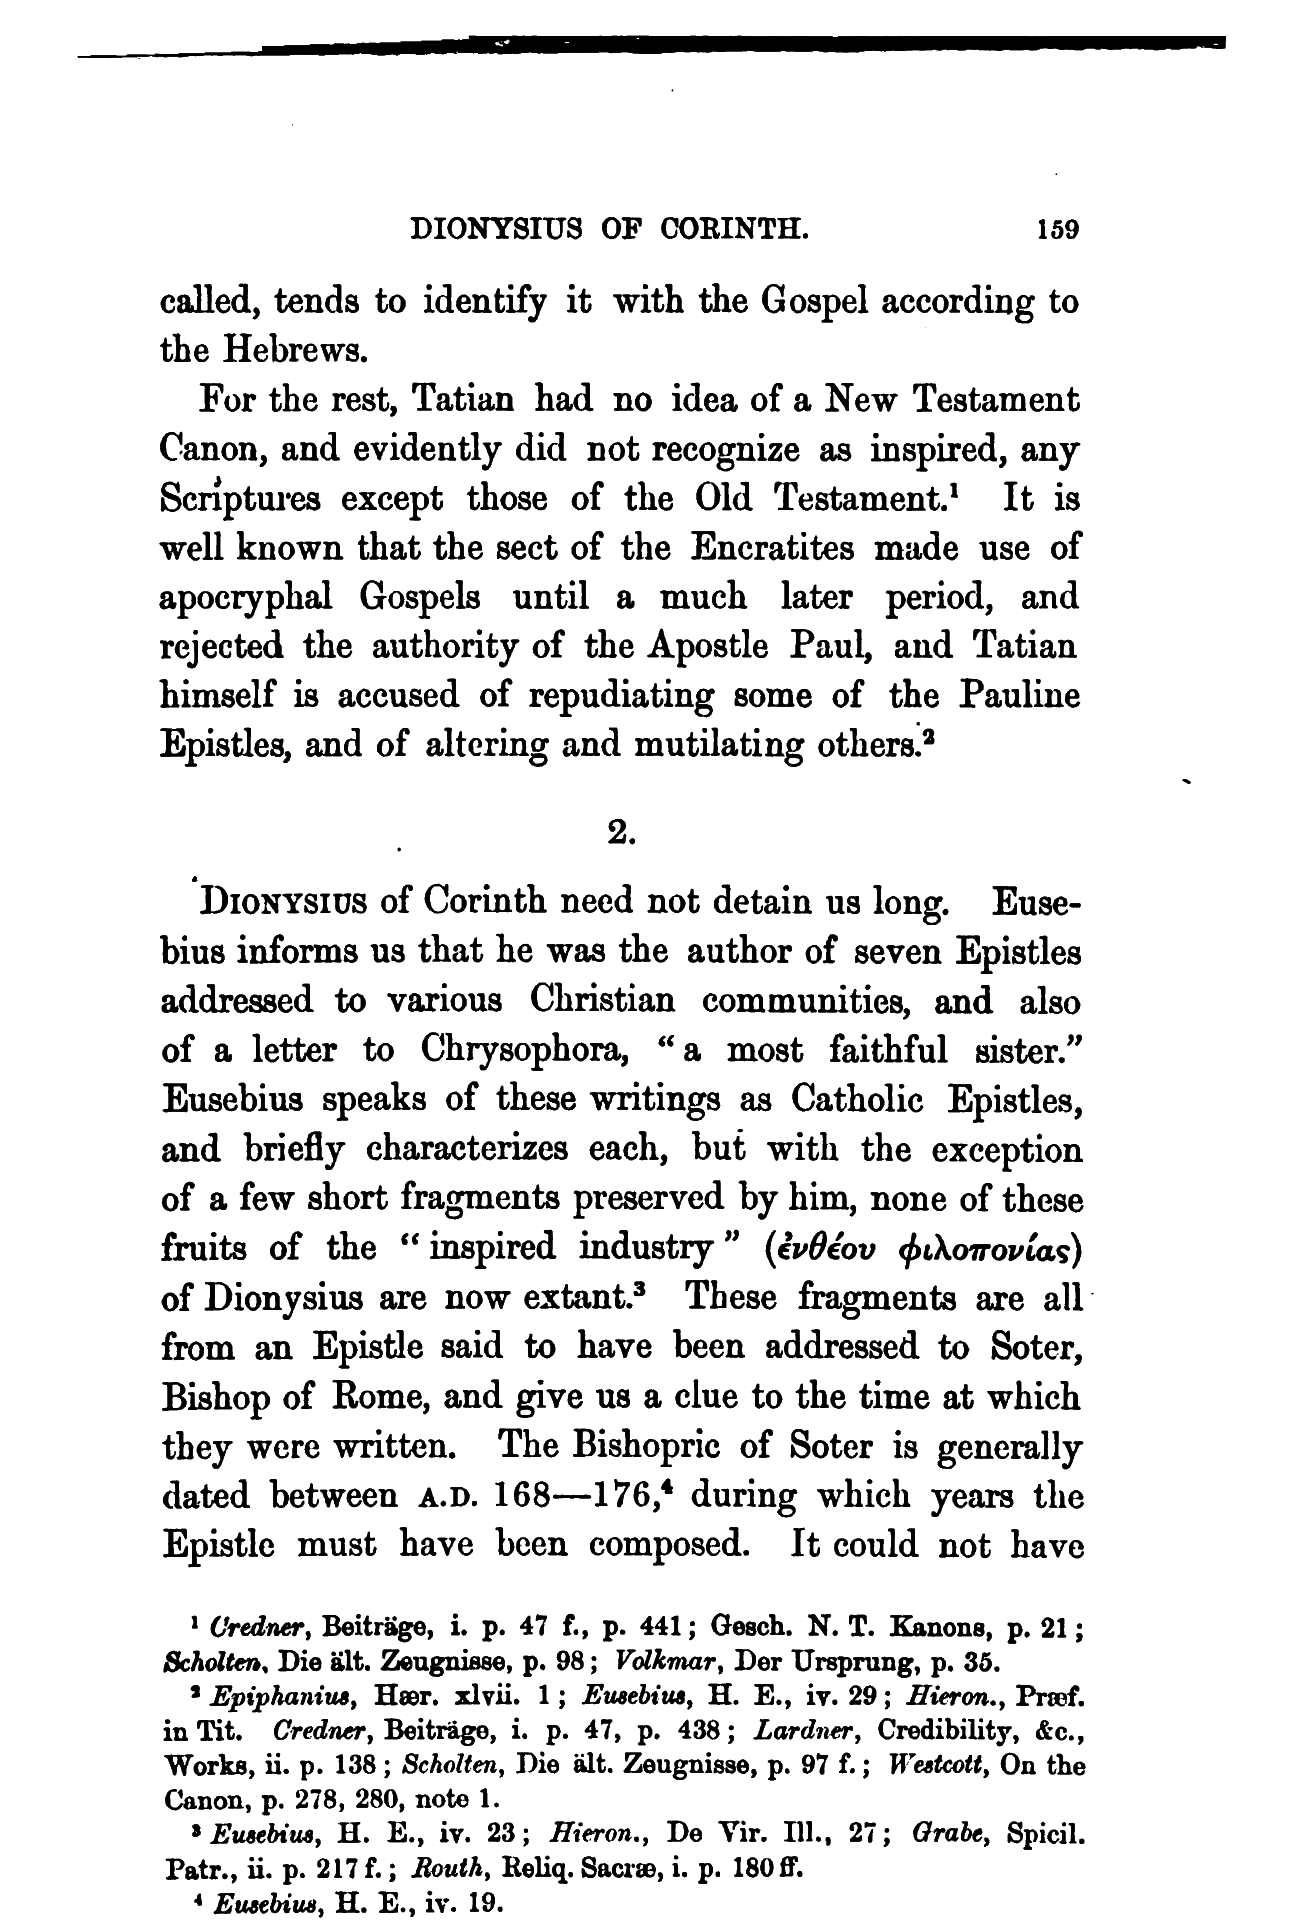 DIONYSIUS OF CORINTH. 159
called, tends to identify it with the Gospel according to
the Hebrews.
For the rest, Tatian had no idea of a New Testament
Canon, and evidently did not recognize as inspired, any
Scriptures except those of the Old Testament.¹ It is
well known that the sect of the Encratites made use of
apocryphal Gospels until a much later period, and
rejected the authority of the Apostle Paul, and Tatian
himself is accused of repudiating some of the Pauline
Epistles, and of altering and mutilating others.²
2.
DIONYSIUS of Corinth need not detain us long. Euse-
bius informs us that he was the author of seven Epistles
addressed to various Christian communities, and also
of a letter to Chrysophora, “a most faithful sister.”
Eusebius speaks of these writings as Catholic Epistles,
and briefly characterizes each, but with the exception
of a few short fragments preserved by him, none of these
fruits of the “inspired industry” (ἐνθέου φιλοπονίας)
of Dionysius are now extant.³ These fragments are all
from an Epistle said to have been addressed to Soter,
Bishop of Rome, and give us a clue to the time at which
they were written. The Bishopric of Soter is generally
dated between A.D. 168—176,⁴ during which years the
Epistle must have been composed. It could not have
¹ Credner, Beiträge, i. p. 47 f., p. 441; Gesch. N. T. Kanons, p. 21;
Scholten, Die ält. Zeugnisse, p. 98; Volkmar, Der Ursprung, p. 35.
² Epiphanius, Hær. xlvii. 1; Eusebius, H. E., iv. 29; Hieron., Præf.
in Tit. Credner, Beiträge, i. p. 47, p. 438; Lardner, Credibility, &c.,
Works, ii. p. 138; Scholten, Die ält. Zeugnisse, p. 97 f.; Westcott, On the
Canon, p. 278, 280, note 1.
³ Eusebius, H. E., iv. 23; Hieron., De Vir. Ill., 27; Grabe, Spicil.
Patr., ii. p. 217 f.; Routh, Reliq. Sacræ, i. p. 180 ff.
⁴ Eusebius, H. E., iv. 19.